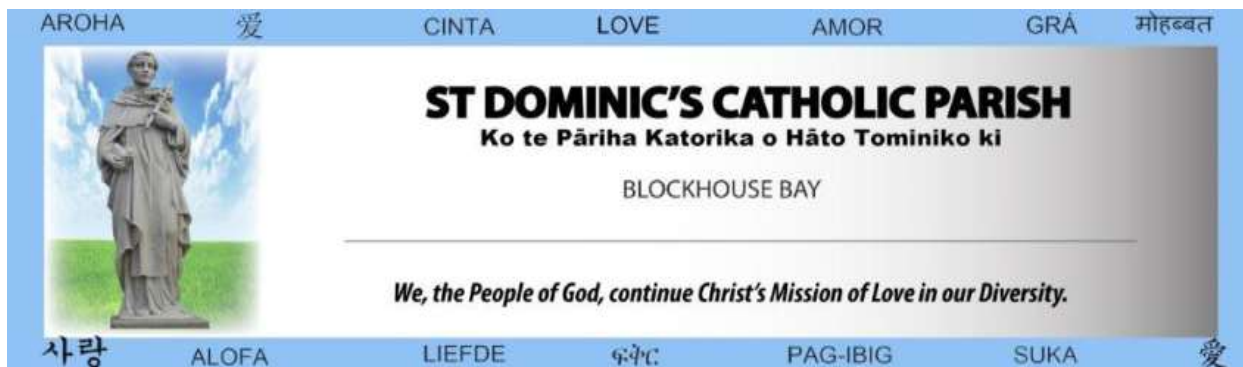 AROHA 爱 CINTA LOVE AMOR GRÁ मोहब्बत
ST DOMINIC'S CATHOLIC PARISH
Ko te Pāriha Katorika o Hāto Tominiko ki
BLOCKHOUSE BAY
We, the People of God, continue Christ's Mission of Love in our Diversity.
사랑 ALOFA LIEFDE ፍቅር PAG-IBIG SUKA 愛